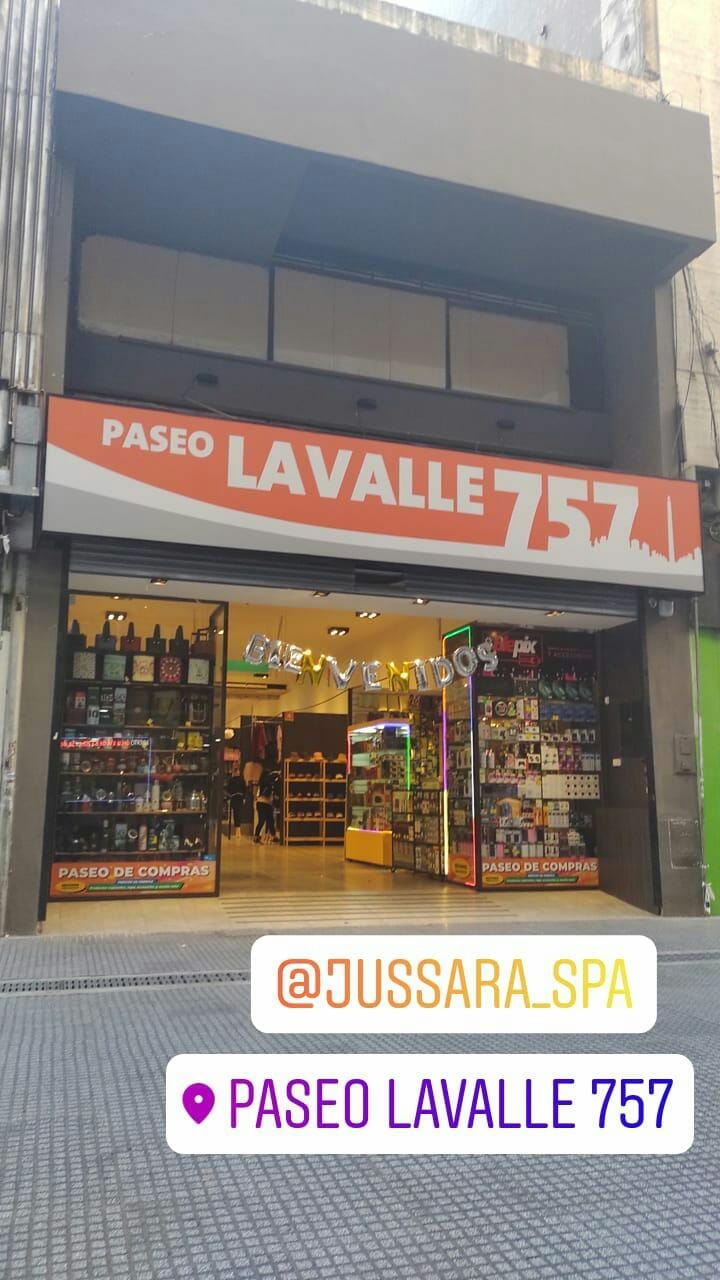 PASEO LAVALLE 757
BIENVENIDOS
PASEO DE COMPRAS
PASEO DE COMPRAS
@JUSSARA_SPA
PASEO LAVALLE 757